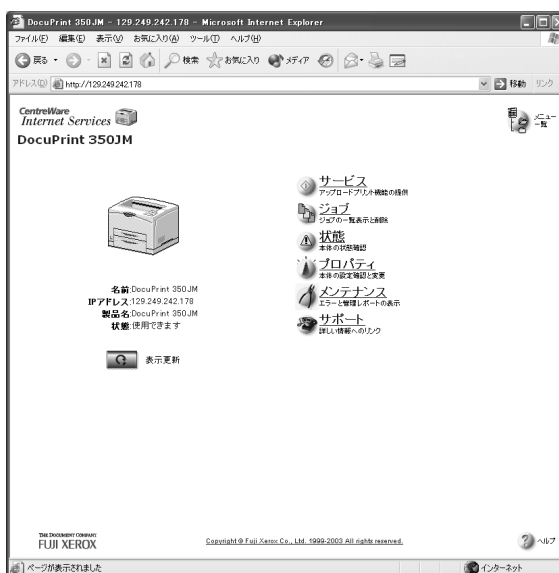 DocuPrint 350JM - 129.249.242.178 - Microsoft Internet Explorer
ファイル(F) 編集(E) 表示(V) お気に入り(A) ツール(T) ヘルプ(H)
戻る 検索 お気に入り メディア
アドレス(D) http://129.249.242.178 移動 リンク
CentreWare
Internet Services
メニュー
一覧
DocuPrint 350JM
サービス
アップロードプリント機能の提供
ジョブ
ジョブの一覧表示と削除
状態
本体の状態確認
プロパティ
本体の設定確認と変更
メンテナンス
エラーと管理レポートの表示
サポート
詳しい情報へのリンク
名前:DocuPrint 350JM
IPアドレス:129.249.242.178
製品名:DocuPrint 350JM
状態:使用できます
表示更新
THE DOCUMENT COMPANY
FUJI XEROX
Copyright © Fuji Xerox Co., Ltd. 1999-2003 All rights reserved.
ヘルプ
ページが表示されました インターネット